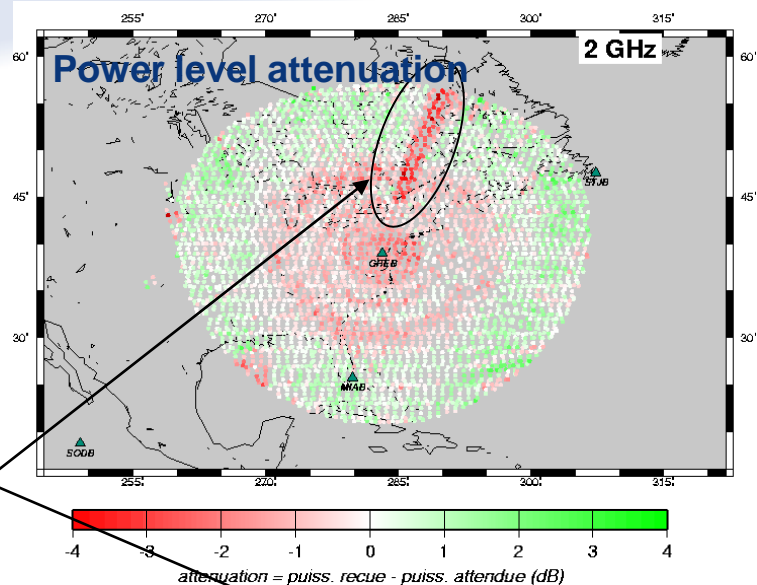 255° 270° 285° 300° 315°
2 GHz
Power level attenuation
60° 60°
STJB
45° 45°
GREB
30° 30°
MIAB
SODB
255° 270° 285° 300° 315°
-4 -3 -2 -1 0 1 2 3 4
attenuation = puiss. recue - puiss. attendue (dB)